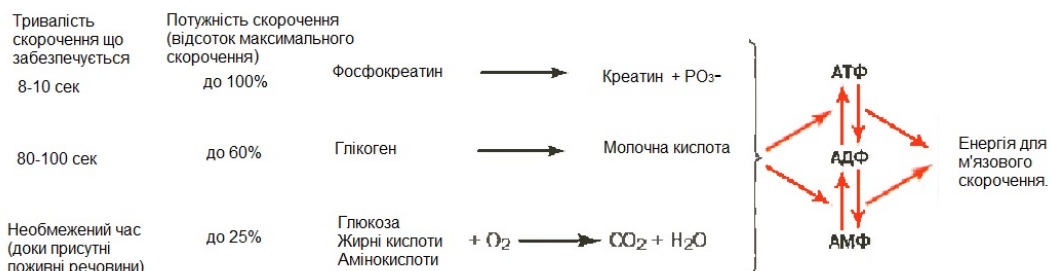 Тривалість
скорочення що
забезпечується
Потужність скорочення
(відсоток максимального
скорочення)
8-10 сек
до 100%
Фосфокреатин
Креатин + PO3-
АТФ
80-100 сек
до 60%
Глікоген
Молочна кислота
АДФ
Енергія для
м'язового
скорочення.
Необмежений час
(доки присутні
поживні речовини)
до 25%
Глюкоза
Жирні кислоти
Амінокислоти
+ O2
CO2 + H2O
АМФ